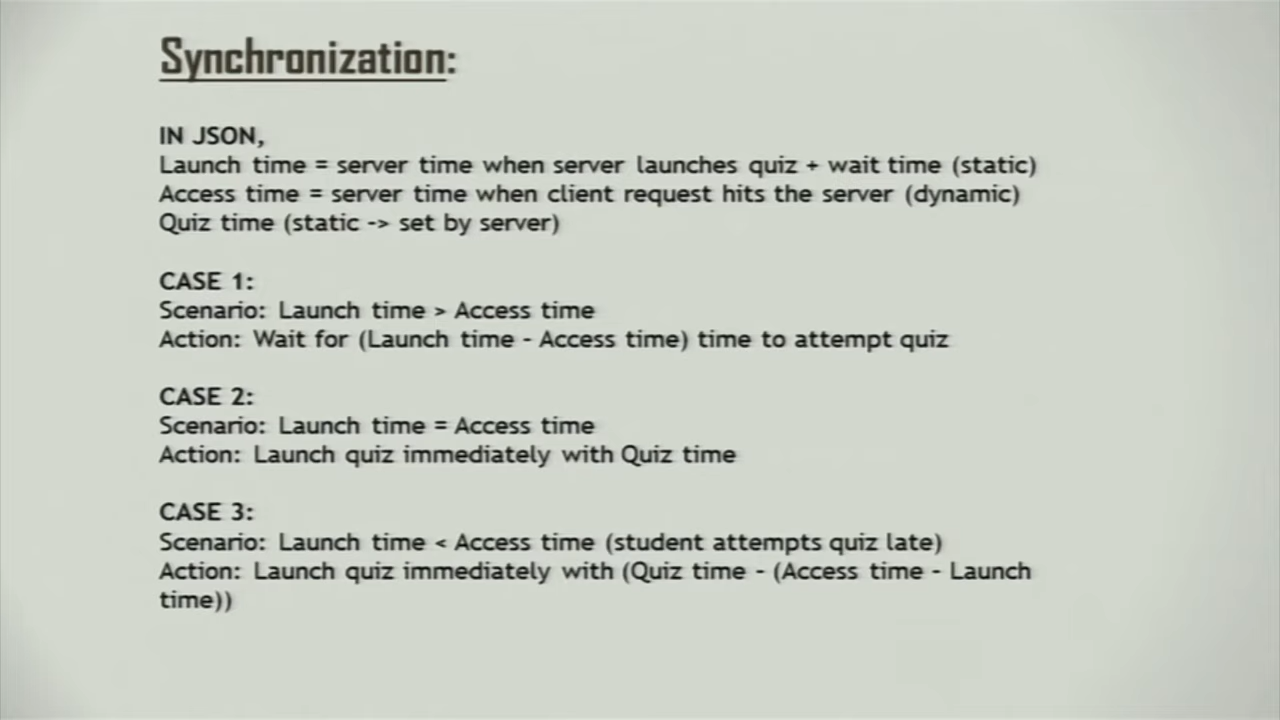 Synchronization:
IN JSON,
Launch time = server time when server launches quiz + wait time (static)
Access time = server time when client request hits the server (dynamic)
Quiz time (static -> set by server)
CASE 1:
Scenario: Launch time > Access time
Action: Wait for (Launch time - Access time) time to attempt quiz
CASE 2:
Scenario: Launch time = Access time
Action: Launch quiz immediately with Quiz time
CASE 3:
Scenario: Launch time < Access time (student attempts quiz late)
Action: Launch quiz immediately with (Quiz time - (Access time - Launch
time))